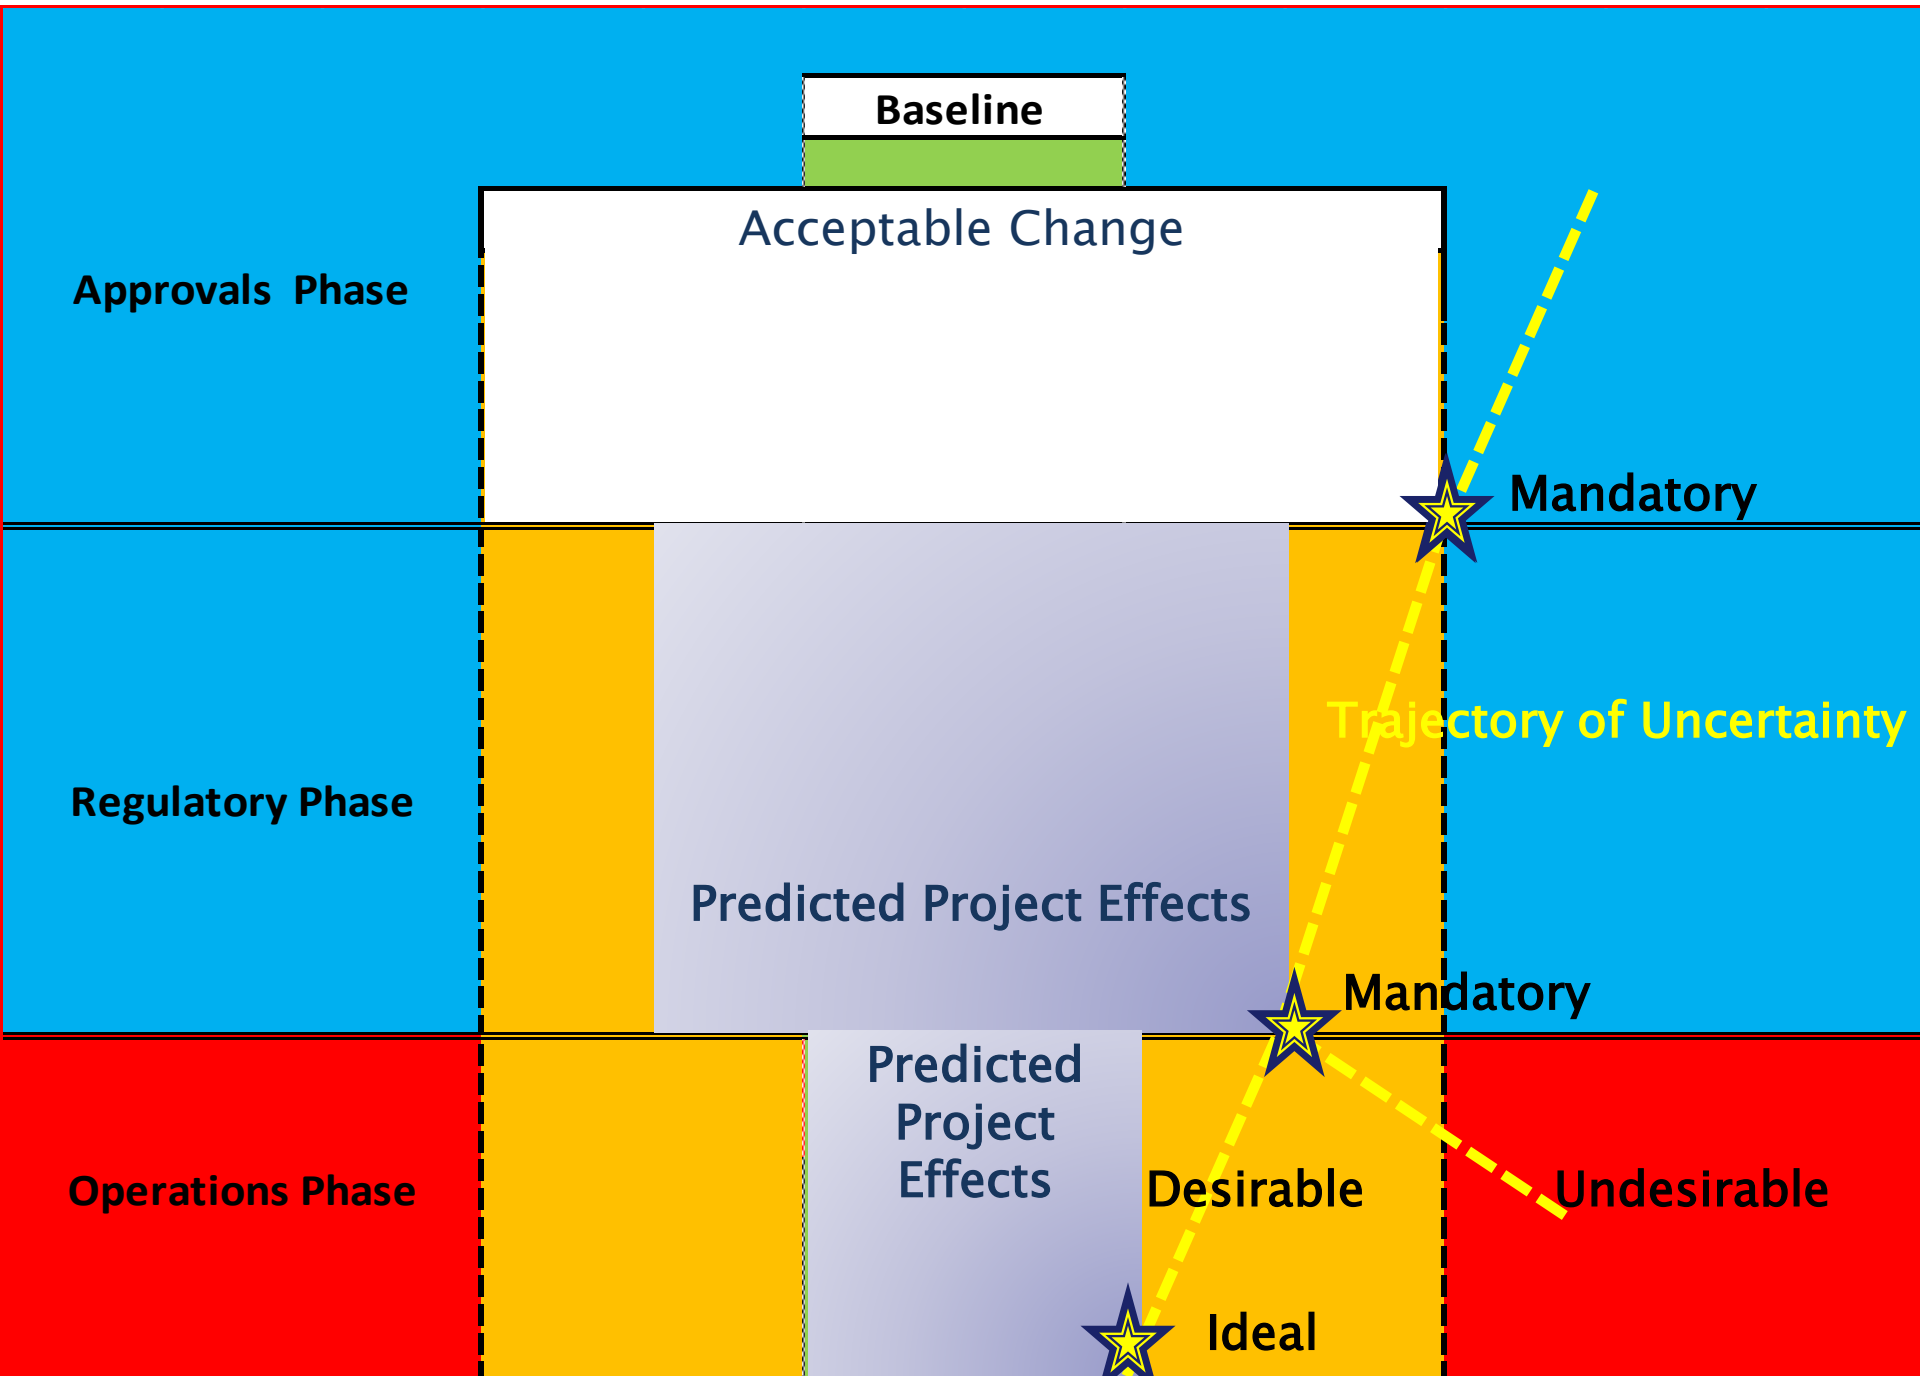 Baseline
Acceptable Change
Approvals  Phase
Mandatory
Trajectory of Uncertainty
Regulatory Phase
Predicted Project Effects
Mandatory
Predicted
Project
Effects
Operations Phase
Desirable
Undesirable
Ideal